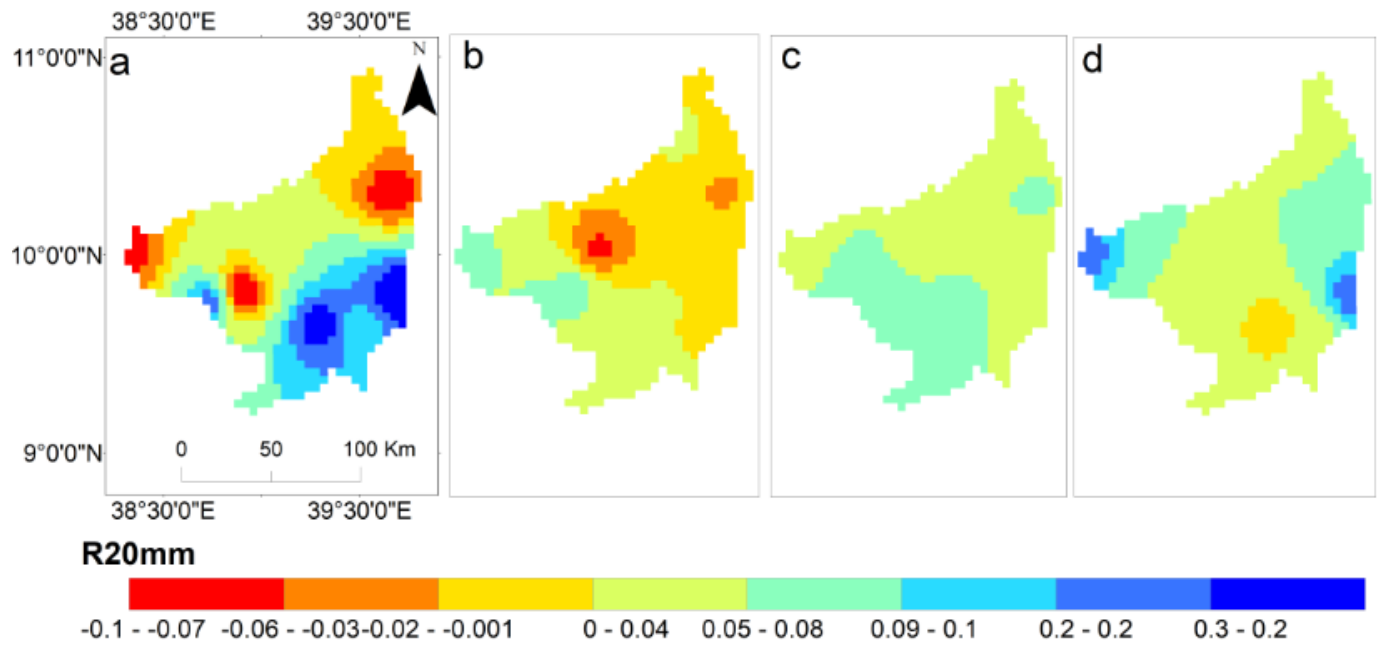 38°30'0"E 39°30'0"E
11°0'0"N
a
N
b
c
d
10°0'0"N
0 50 100 Km
9°0'0"N
38°30'0"E 39°30'0"E
R20mm
-0.1 - -0.07 -0.06 - -0.03 -0.02 - -0.001 0 - 0.04 0.05 - 0.08 0.09 - 0.1 0.2 - 0.2 0.3 - 0.2